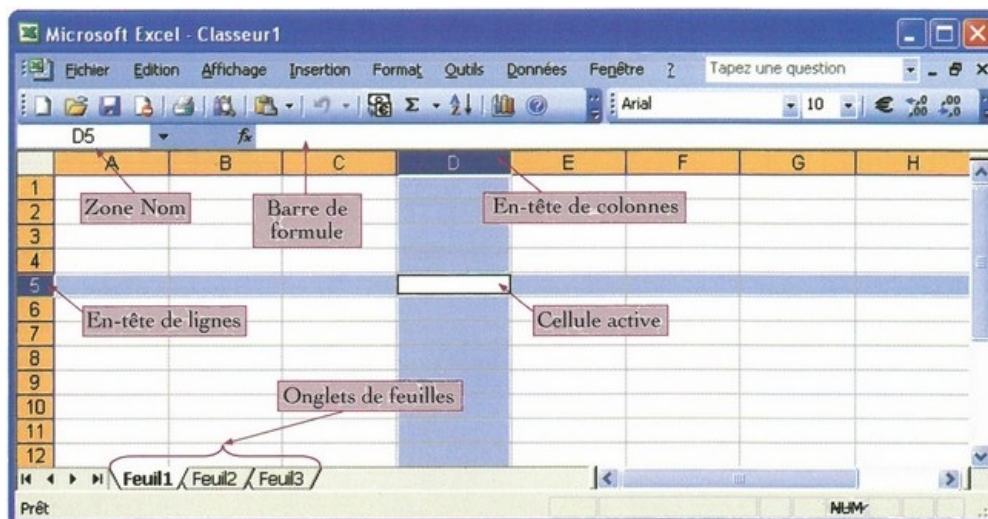 Microsoft Excel - Classeur1
Fichier Edition Affichage Insertion Format Outils Données Fenêtre ? Tapez une question
Arial 10 €
D5 fx
A B C D E F G H
1
Zone Nom Barre de formule En-tête de colonnes
2
3
4
5
6
En-tête de lignes Cellule active
7
8
9
10
Onglets de feuilles
11
12
Feuil1 Feuil2 Feuil3
Prêt NUM